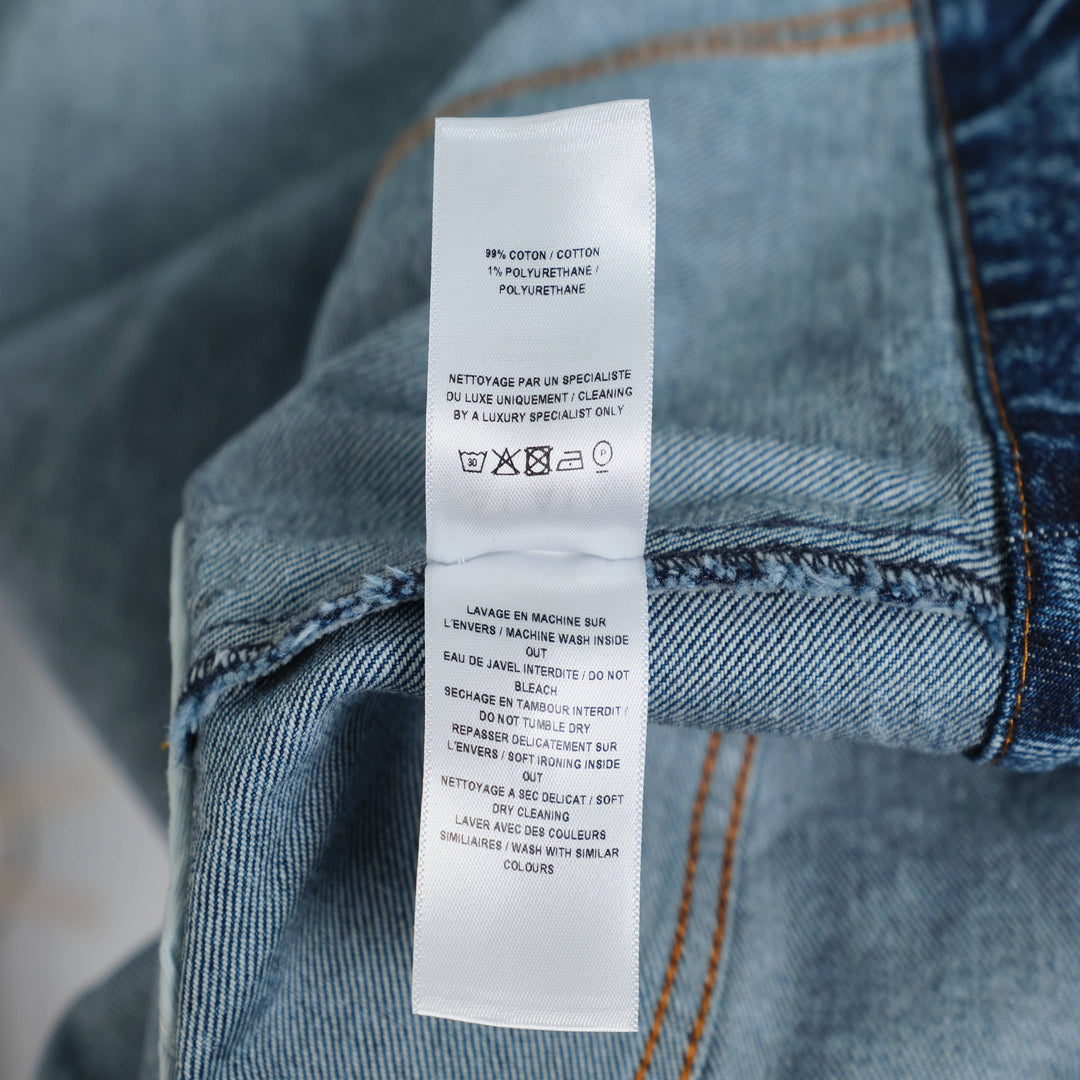 99% COTON / COTTON
1% POLYURETHANE /
POLYURETHANE
NETTOYAGE PAR UN SPECIALISTE
DU LUXE UNIQUEMENT / CLEANING
BY A LUXURY SPECIALIST ONLY
30 P
LAVAGE EN MACHINE SUR
L'ENVERS / MACHINE WASH INSIDE
OUT
EAU DE JAVEL INTERDITE / DO NOT
BLEACH
SECHAGE EN TAMBOUR INTERDIT /
DO NOT TUMBLE DRY
REPASSER DELICATEMENT SUR
L'ENVERS / SOFT IRONING INSIDE
OUT
NETTOYAGE A SEC DELICAT / SOFT
DRY CLEANING
LAVER AVEC DES COULEURS
SIMILIAIRES / WASH WITH SIMILAR
COLOURS